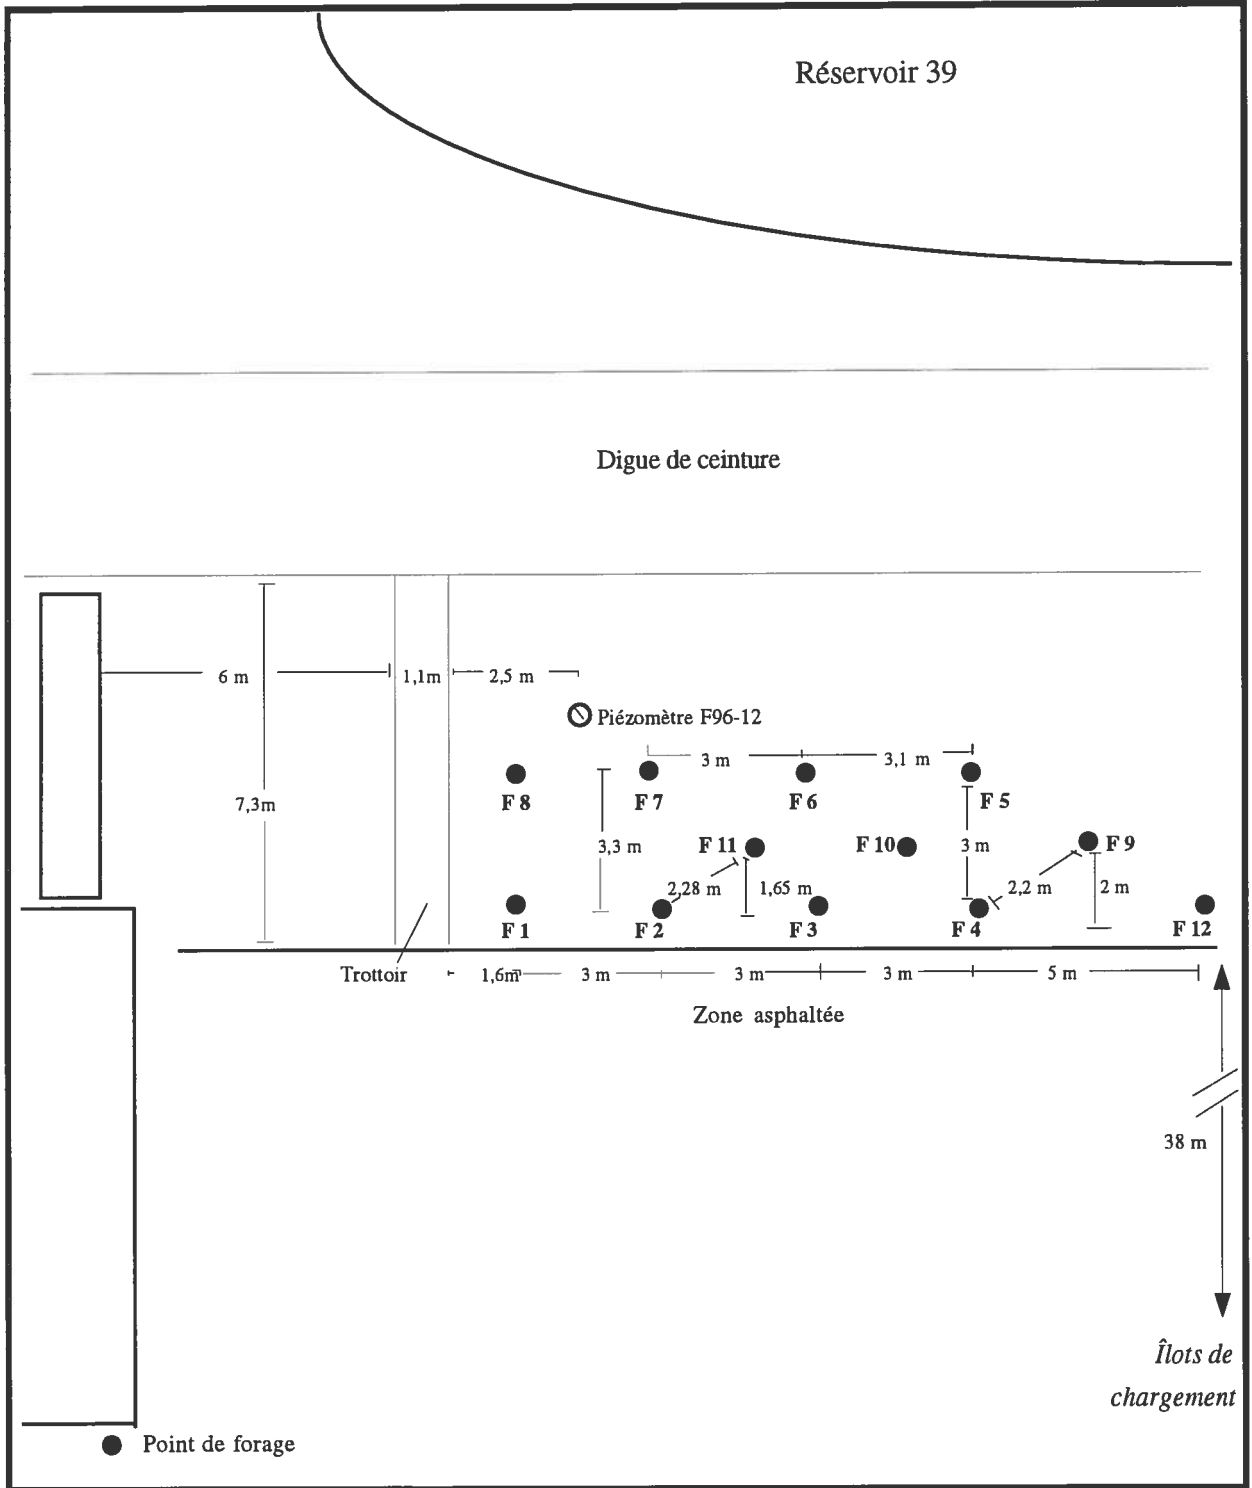 Réservoir 39
Digue de ceinture
6 m
1,1m
2,5 m
Piézomètre F96-12
3 m
3,1 m
7,3m
F 8
F 7
F 6
F 5
3,3 m
F 11
F 10
3 m
F 9
2,28 m
1,65 m
2,2 m
2 m
F 1
F 2
F 3
F 4
F 12
Trottoir
1,6m
3 m
3 m
3 m
5 m
Zone asphaltée
38 m
Îlots de
chargement
Point de forage